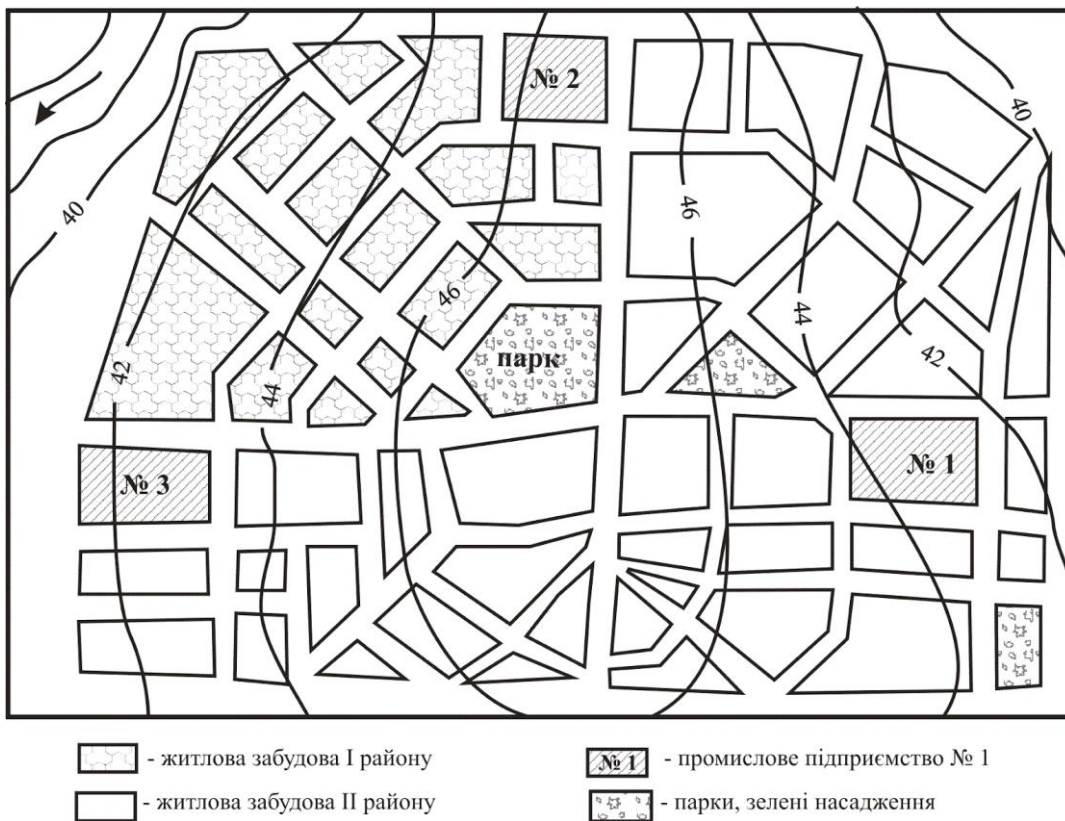 № 2
40
40
46
46
44
42
парк
42
44
№ 1
№ 3
- житлова забудова І району
№ 1 - промислове підприємство № 1
- житлова забудова ІІ району
- парки, зелені насадження